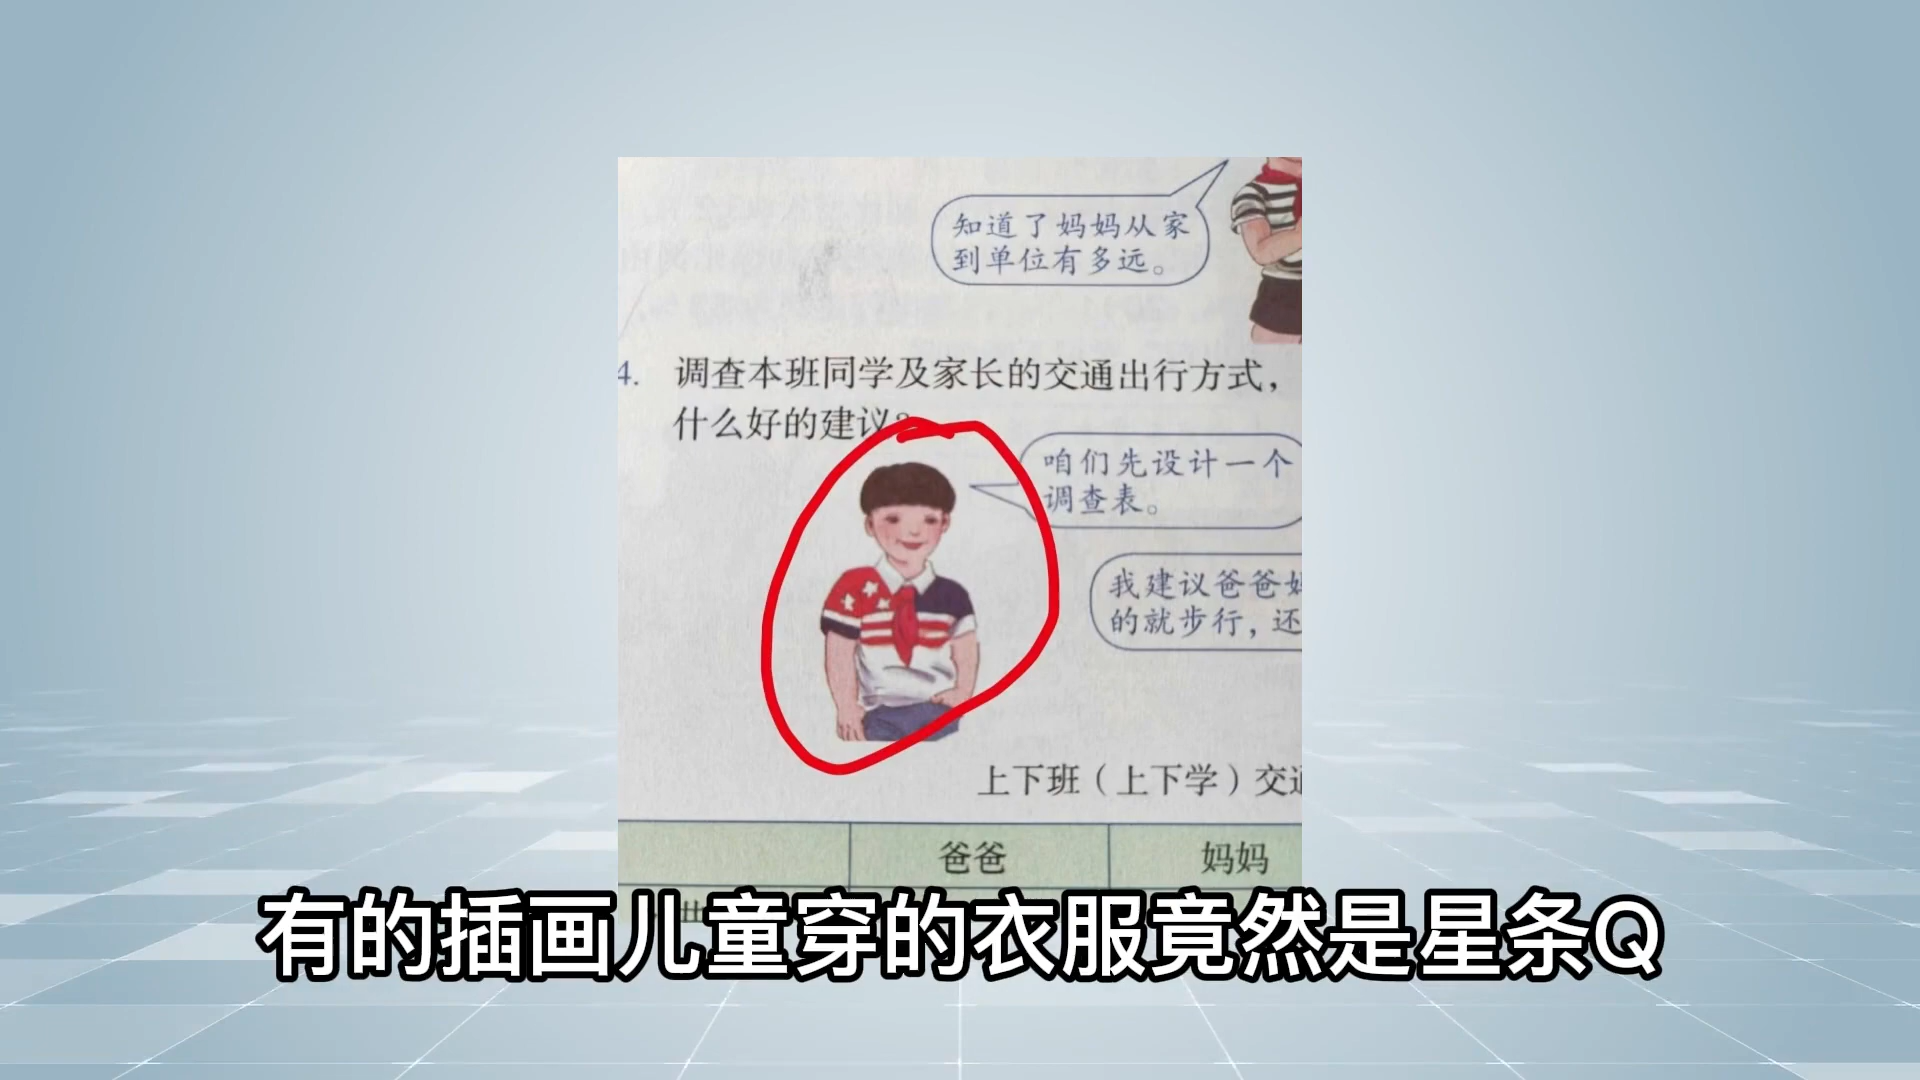 知道了妈妈从家
到单位有多远。
4. 调查本班同学及家长的交通出行方式，
什么好的建议？
咱们先设计一个
调查表。
我建议爸爸妈
的就步行，还
上下班（上下学）交通
爸爸 妈妈
有的插画儿童穿的衣服竟然是星条Q